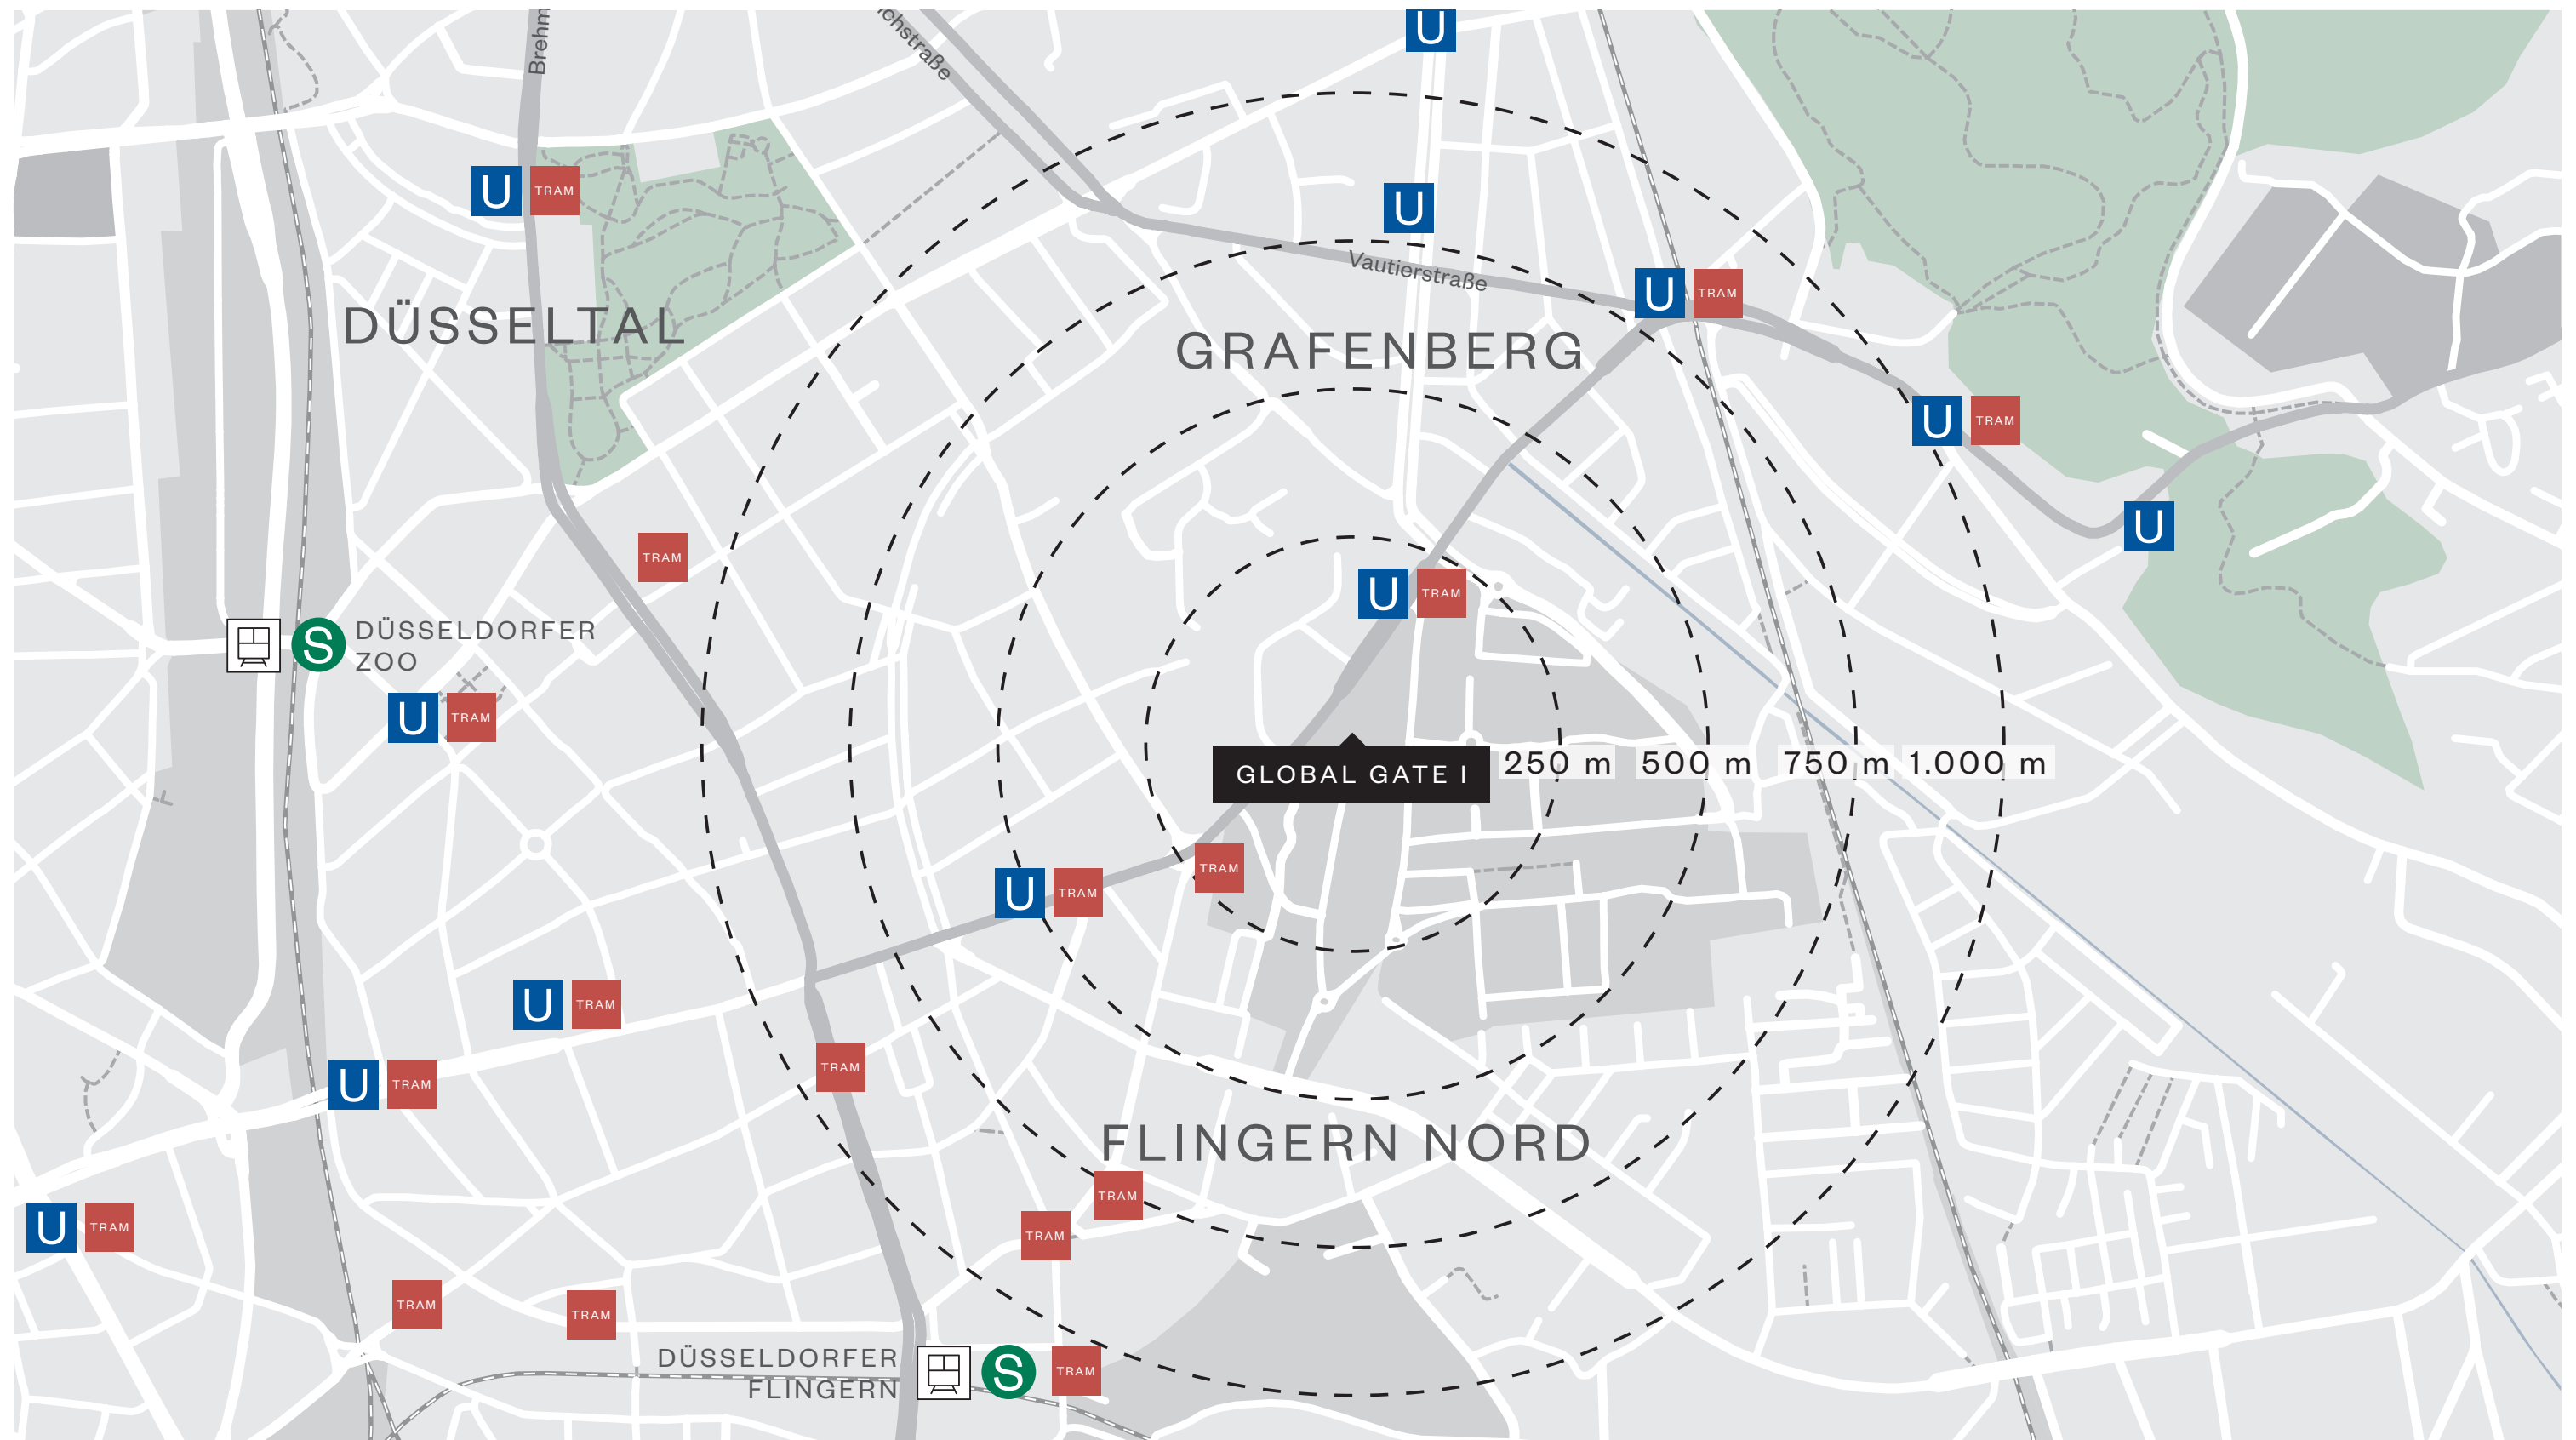 U
Brehm
chstraße
U
TRAM
U
Vautierstraße
U
TRAM
DÜSSELTAL
GRAFENBERG
U
TRAM
U
TRAM
U
TRAM
S
DÜSSELDORFER
ZOO
U
TRAM
GLOBAL GATE I
250 m
500 m
750 m
1.000 m
TRAM
U
TRAM
U
TRAM
TRAM
U
TRAM
FLINGERN NORD
TRAM
U
TRAM
TRAM
TRAM
TRAM
DÜSSELDORFER
FLINGERN
S
TRAM